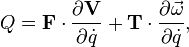 Q = 𝐅 · ∂𝐕/∂q̇ + 𝐓 · ∂ω⃗/∂q̇,